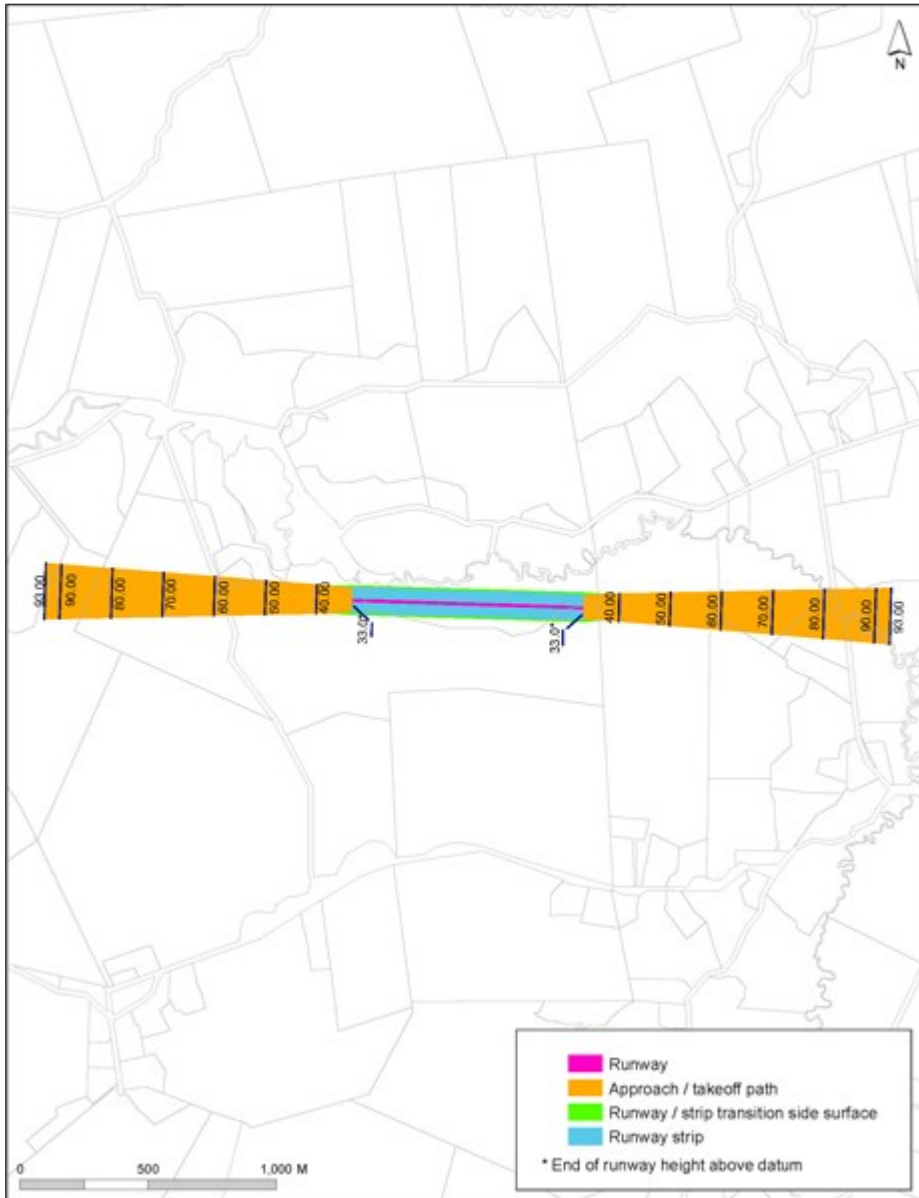 N
93.00
90.00
80.00
70.00
60.00
50.00
40.00
33.0*
33.0*
40.00
50.00
60.00
70.00
80.00
90.00
93.00
Runway
Approach / takeoff path
Runway / strip transition side surface
Runway strip
* End of runway height above datum
0 500 1,000 M